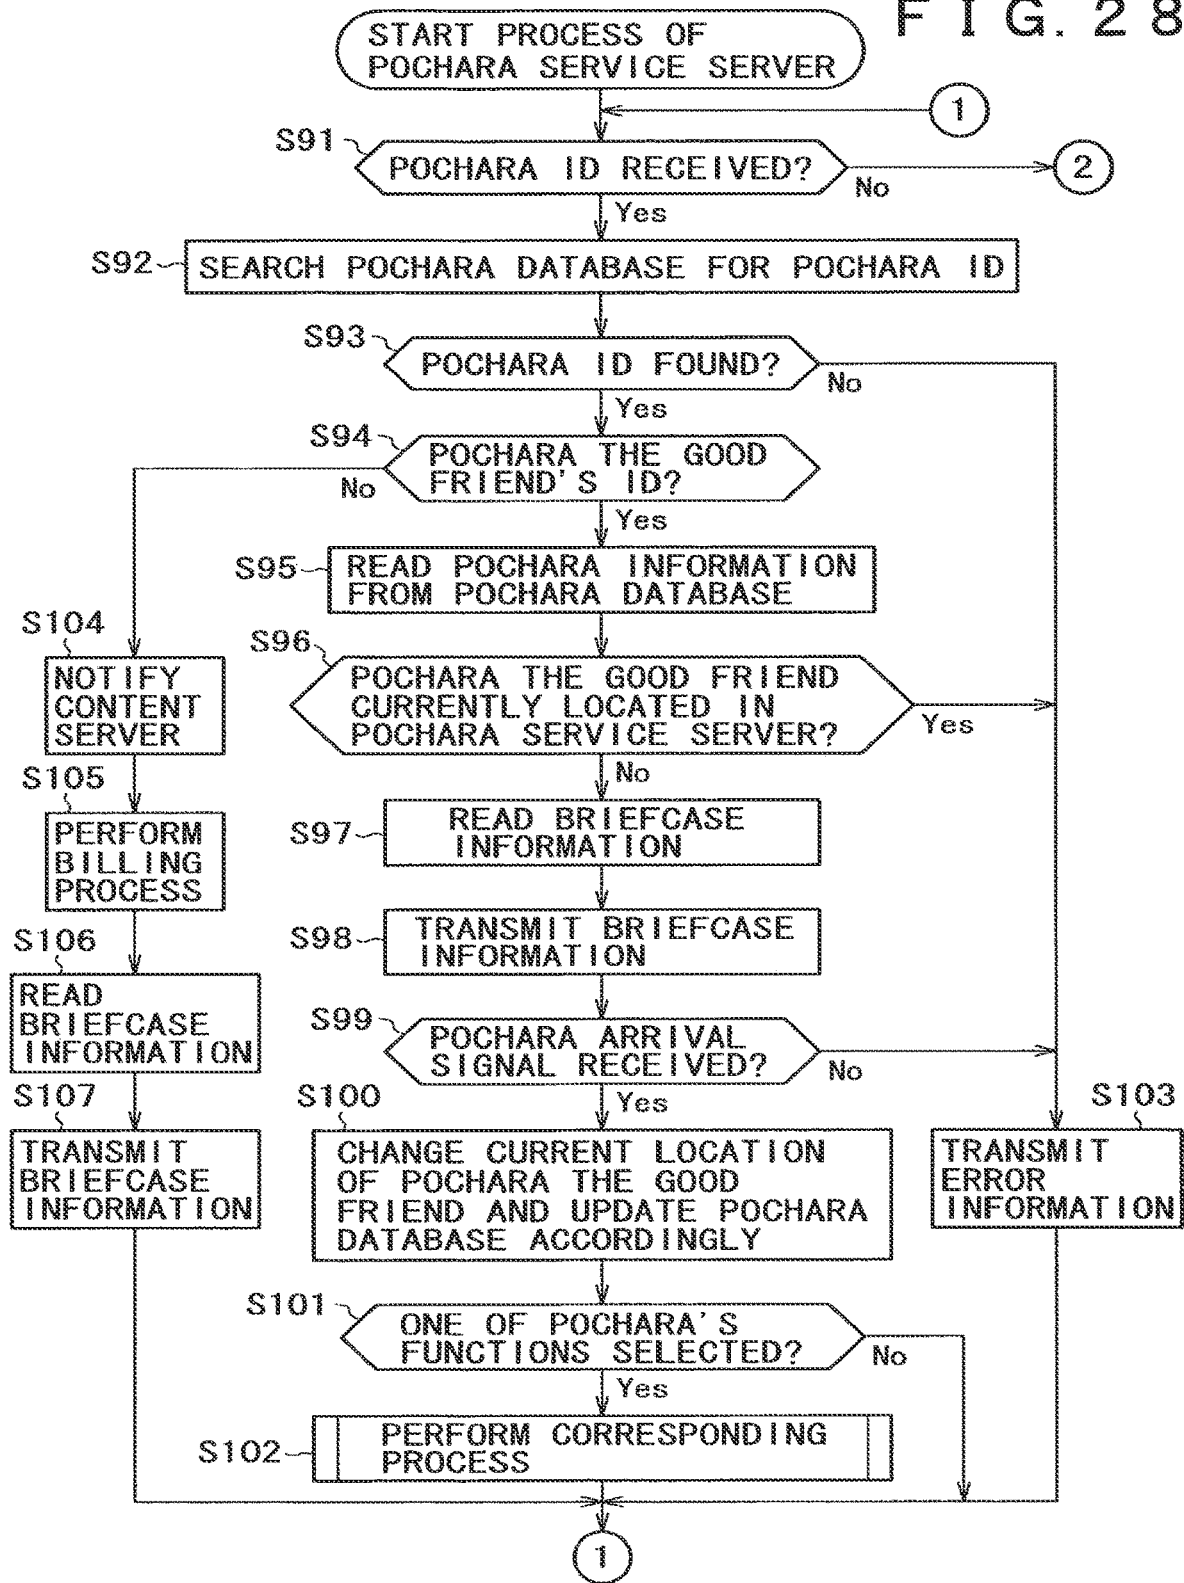 FIG. 28
START PROCESS OF
POCHARA SERVICE SERVER
1
S91
POCHARA ID RECEIVED?
No
2
Yes
S92
SEARCH POCHARA DATABASE FOR POCHARA ID
S93
POCHARA ID FOUND?
No
Yes
S94
POCHARA THE GOOD
FRIEND'S ID?
No
Yes
S95
READ POCHARA INFORMATION
FROM POCHARA DATABASE
S104
NOTIFY
CONTENT
SERVER
S96
POCHARA THE GOOD FRIEND
CURRENTLY LOCATED IN
POCHARA SERVICE SERVER?
Yes
No
S105
PERFORM
BILLING
PROCESS
S97
READ BRIEFCASE
INFORMATION
S106
READ
BRIEFCASE
INFORMATION
S98
TRANSMIT BRIEFCASE
INFORMATION
S99
POCHARA ARRIVAL
SIGNAL RECEIVED?
No
Yes
S107
TRANSMIT
BRIEFCASE
INFORMATION
S100
CHANGE CURRENT LOCATION
OF POCHARA THE GOOD
FRIEND AND UPDATE POCHARA
DATABASE ACCORDINGLY
S103
TRANSMIT
ERROR
INFORMATION
S101
ONE OF POCHARA'S
FUNCTIONS SELECTED?
No
Yes
S102
PERFORM CORRESPONDING
PROCESS
1